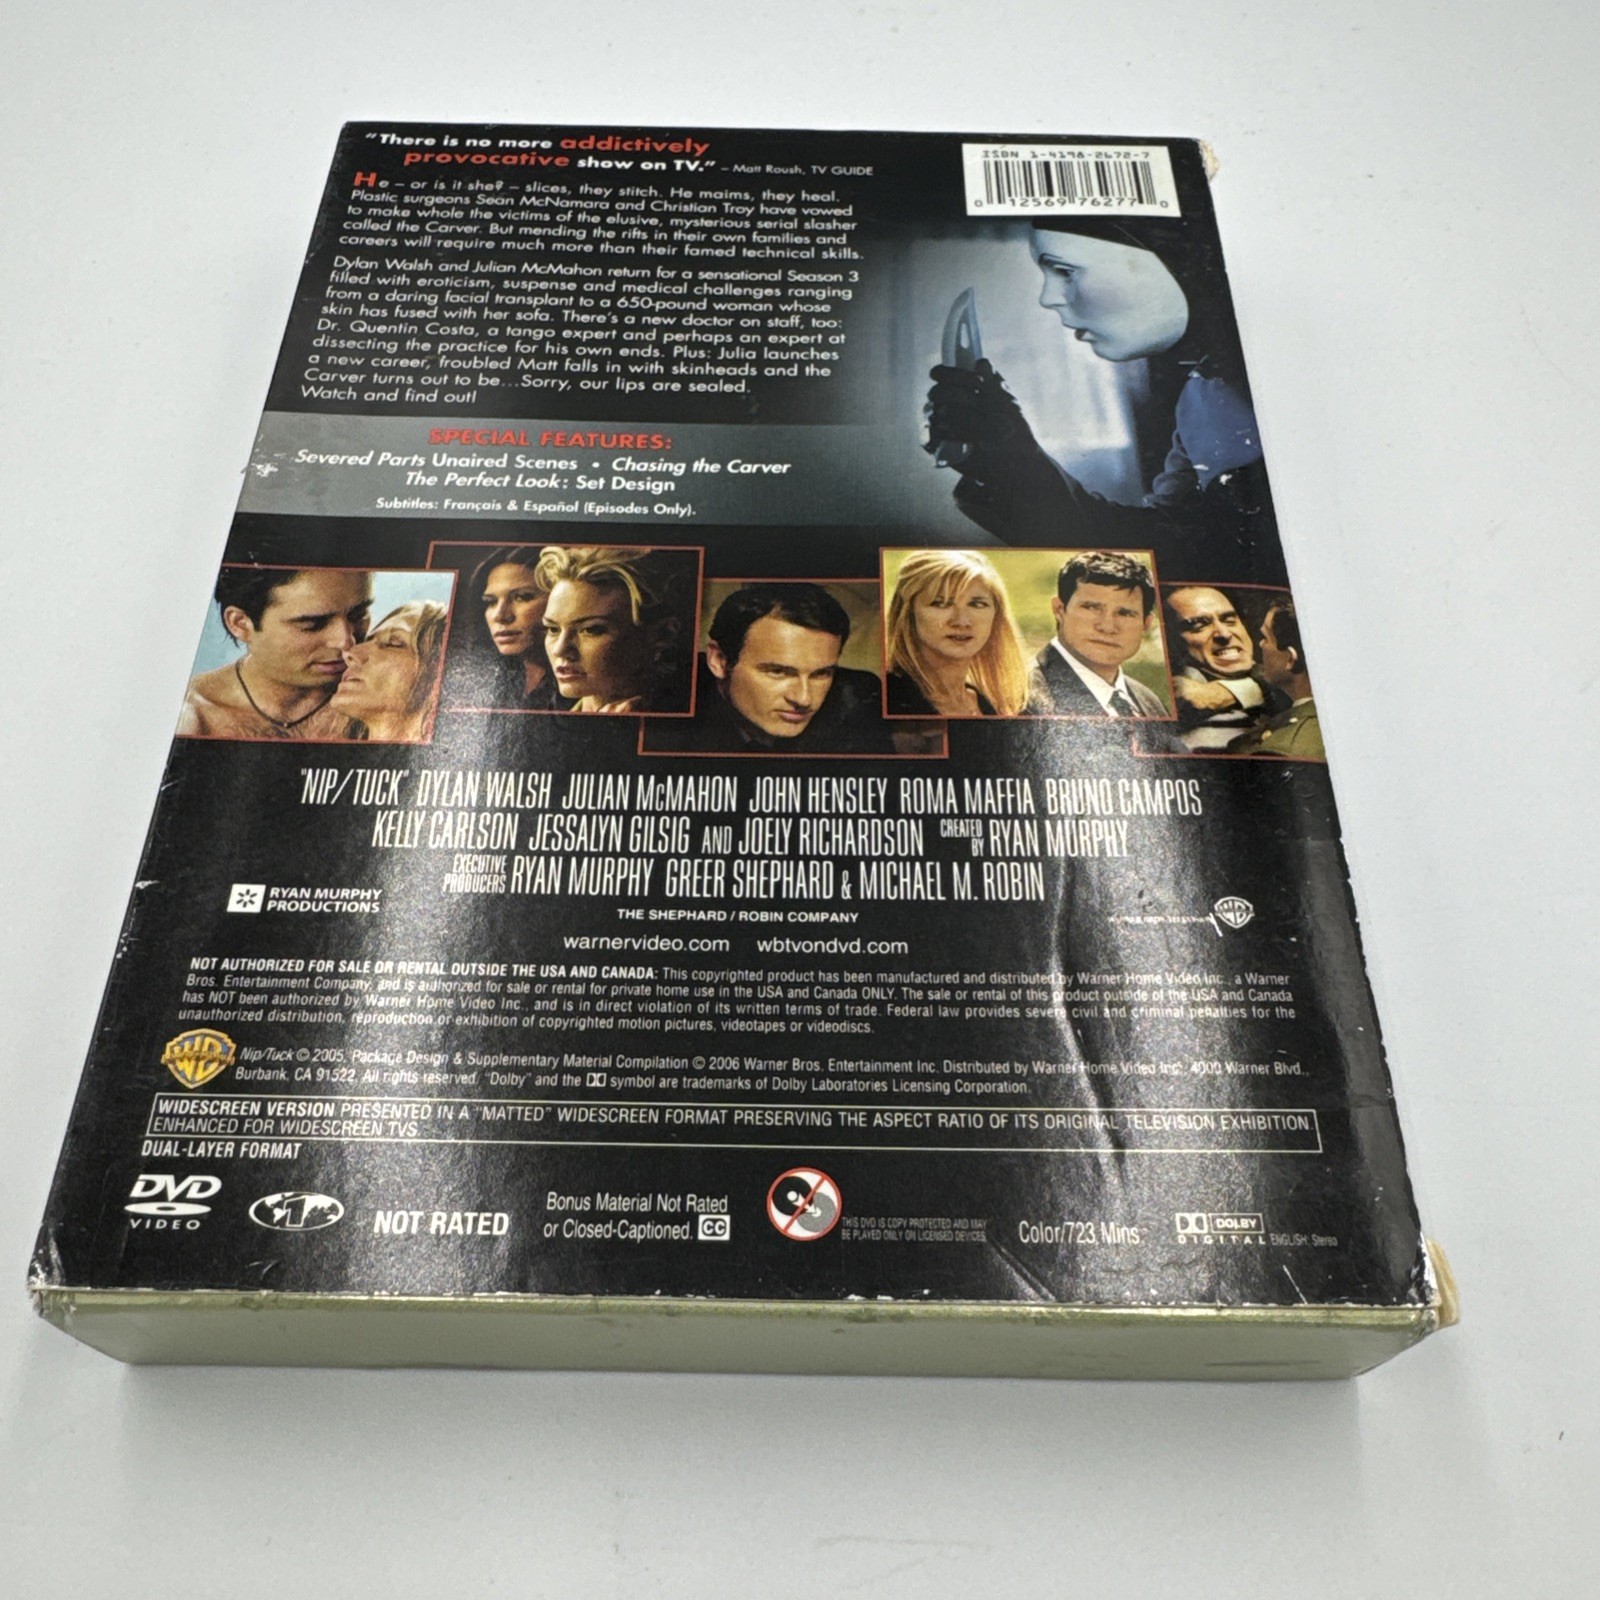 "There is no more addictively
provocative show on TV." – Matt Roush, TV GUIDE
ISBN 1-4198-2672-7
0 12569 76277 0
He – or is it she? – slices, they stitch. He maims, they heal.
Plastic surgeons Sean McNamara and Christian Troy have vowed
to make whole the victims of the elusive, mysterious serial slasher
called the Carver. But mending the rifts in their own families and
careers will require much more than their famed technical skills.
Dylan Walsh and Julian McMahon return for a sensational Season 3
filled with eroticism, suspense and medical challenges ranging
from a daring facial transplant to a 650-pound woman whose
skin has fused with her sofa. There's a new doctor on staff, too:
Dr. Quentin Costa, a tango expert and perhaps an expert at
dissecting the practice for his own ends. Plus: Julia launches
a new career, troubled Matt falls in with skinheads and the
Carver turns out to be...Sorry, our lips are sealed.
Watch and find out!
SPECIAL FEATURES:
Severed Parts Unaired Scenes • Chasing the Carver
The Perfect Look: Set Design
Subtitles: Français & Español (Episodes Only).
"NIP/TUCK" DYLAN WALSH JULIAN McMAHON JOHN HENSLEY ROMA MAFFIA BRUNO CAMPOS
KELLY CARLSON JESSALYN GILSIG AND JOELY RICHARDSON CREATED BY RYAN MURPHY
EXECUTIVE PRODUCERS RYAN MURPHY GREER SHEPHARD & MICHAEL M. ROBIN
RYAN MURPHY
PRODUCTIONS
THE SHEPHARD / ROBIN COMPANY
WB
warnervideo.com wbtvondvd.com
NOT AUTHORIZED FOR SALE OR RENTAL OUTSIDE THE USA AND CANADA: This copyrighted product has been manufactured and distributed by Warner Home Video Inc., a Warner
Bros. Entertainment Company, and is authorized for sale or rental for private home use in the USA and Canada ONLY. The sale or rental of this product outside of the USA and Canada
has NOT been authorized by Warner Home Video Inc., and is in direct violation of its written terms of trade. Federal law provides severe civil and criminal penalties for the
unauthorized distribution, reproduction or exhibition of copyrighted motion pictures, videotapes or videodiscs.
WB
Nip/Tuck © 2005, Package Design & Supplementary Material Compilation © 2006 Warner Bros. Entertainment Inc. Distributed by Warner Home Video Inc., 4000 Warner Blvd.,
Burbank, CA 91522. All rights reserved. "Dolby" and the DD symbol are trademarks of Dolby Laboratories Licensing Corporation.
WIDESCREEN VERSION PRESENTED IN A "MATTED" WIDESCREEN FORMAT PRESERVING THE ASPECT RATIO OF ITS ORIGINAL TELEVISION EXHIBITION.
ENHANCED FOR WIDESCREEN TVS.
DUAL-LAYER FORMAT
DVD
VIDEO
1
NOT RATED
Bonus Material Not Rated
or Closed-Captioned. CC
THIS DVD IS COPY PROTECTED AND MAY
BE PLAYED ONLY ON LICENSED DEVICES
Color/723 Mins.
DOLBY
DIGITAL ENGLISH: Stereo